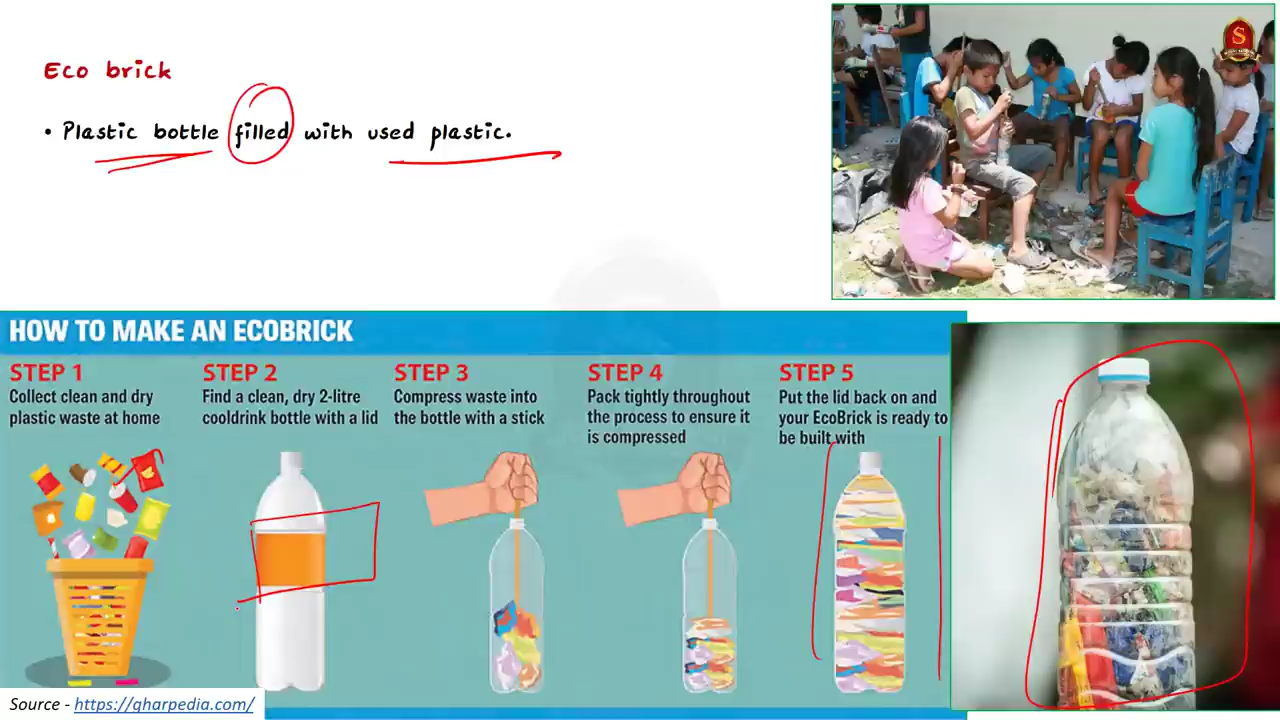 Eco brick
• Plastic bottle filled with used plastic.
HOW TO MAKE AN ECOBRICK
STEP 1
Collect clean and dry
plastic waste at home
STEP 2
Find a clean, dry 2-litre
cooldrink bottle with a lid
STEP 3
Compress waste into
the bottle with a stick
STEP 4
Pack tightly throughout
the process to ensure it
is compressed
STEP 5
Put the lid back on and
your EcoBrick is ready to
be built with
Source - https://gharpedia.com/
S